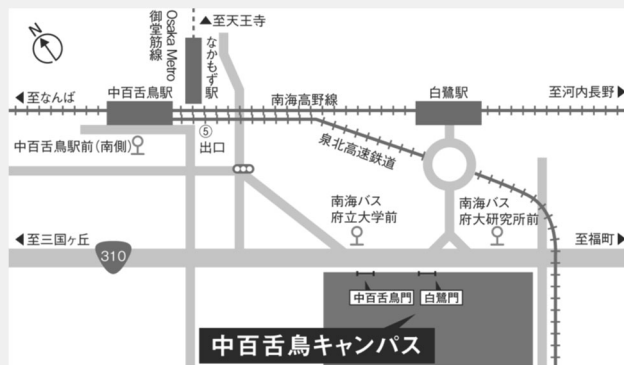 N
▲至天王寺
Osaka Metro
御堂筋線
なかもず駅
◀至なんば
中百舌鳥駅
南海高野線
白鷺駅
至河内長野▶
中百舌鳥駅前(南側)
⑤
出口
泉北高速鉄道
南海バス
府立大学前
南海バス
府大研究所前
◀至三国ヶ丘
310
至福町▶
中百舌鳥門
白鷺門
中百舌鳥キャンパス